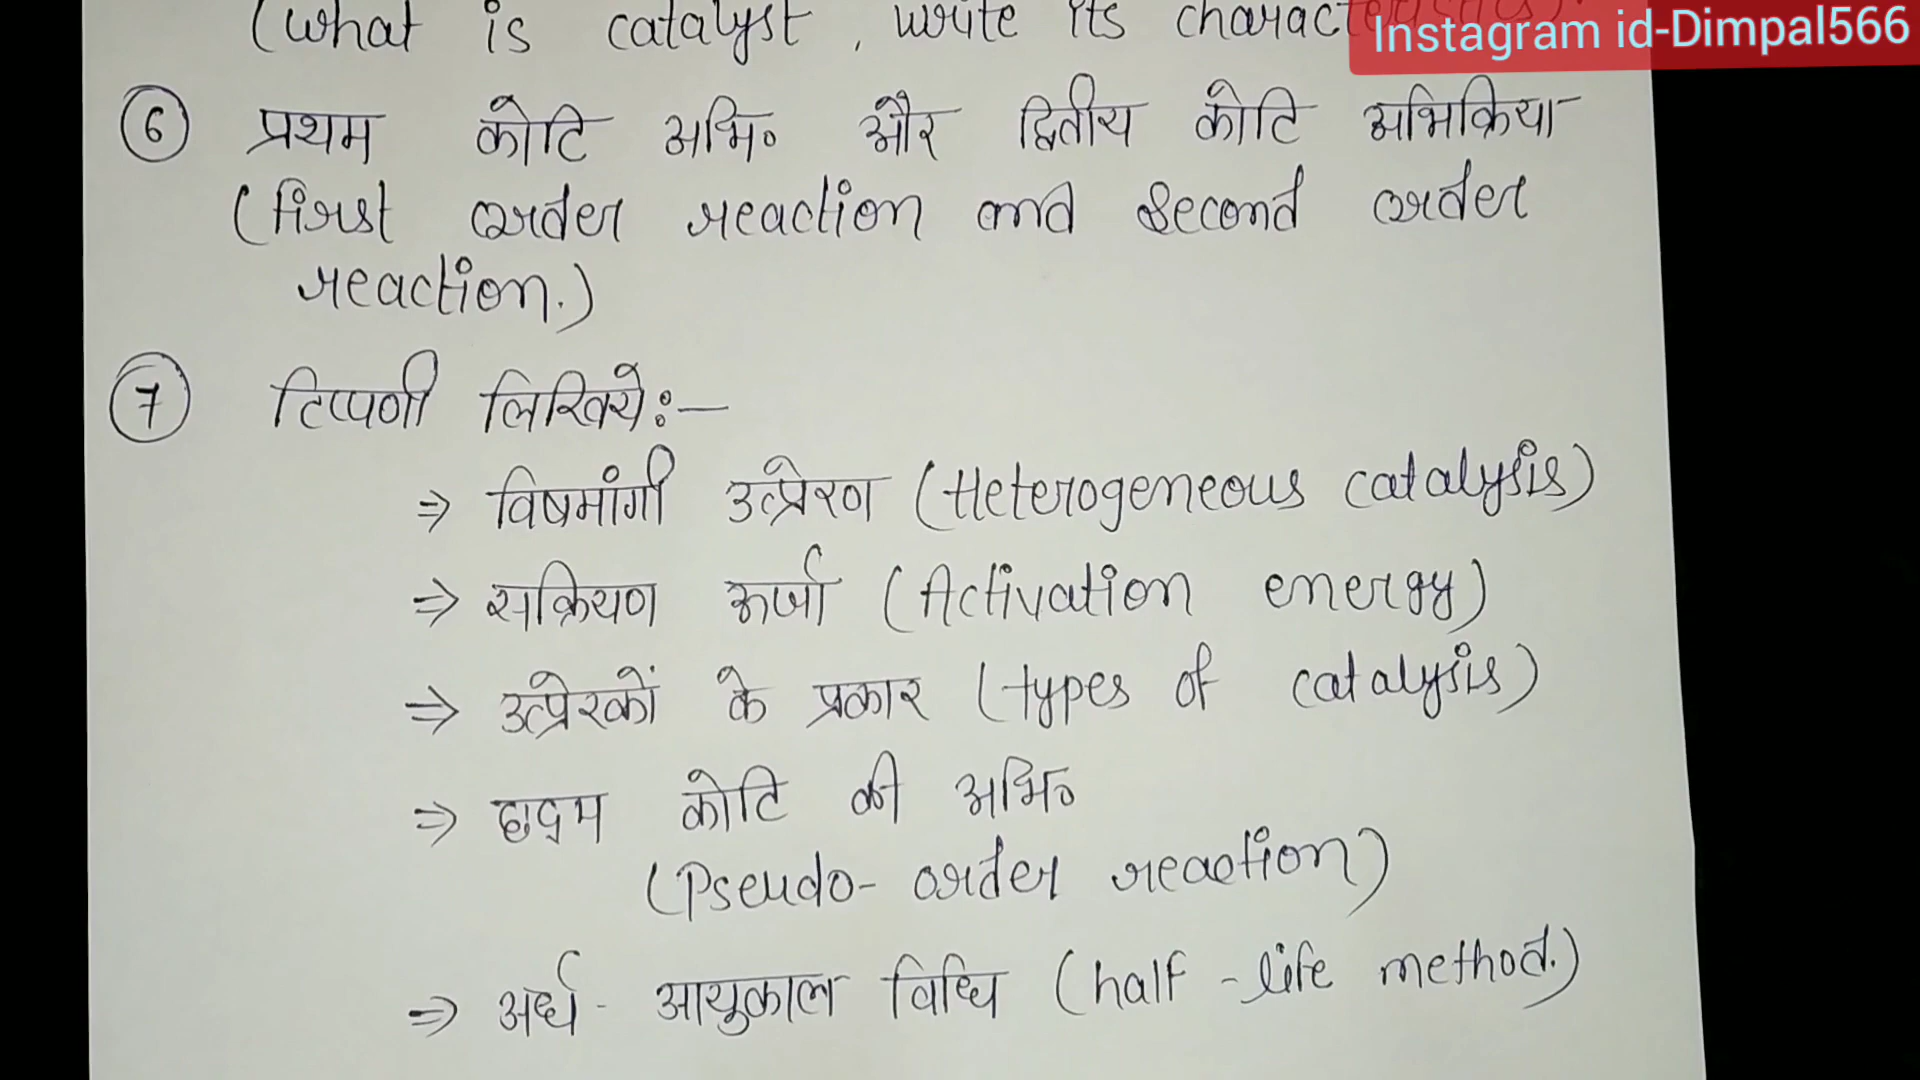 (what is catalyst, write its charact
Instagram id-Dimpal566
6 प्रथम कोटि अभि० और द्वितीय कोटि अभिक्रिया
(first order reaction and second order
reaction.)
7 टिप्पणी लिखिये:—
⇒ विषमांगी उत्प्रेरण (Heterogeneous catalysis)
⇒ सक्रियण ऊर्जा (Activation energy)
⇒ उत्प्रेरकों के प्रकार (types of catalysis)
⇒ छद्म कोटि की अभि०
(Pseudo- order reaction)
⇒ अर्ध - आयुकाल विधि (half -life method.)